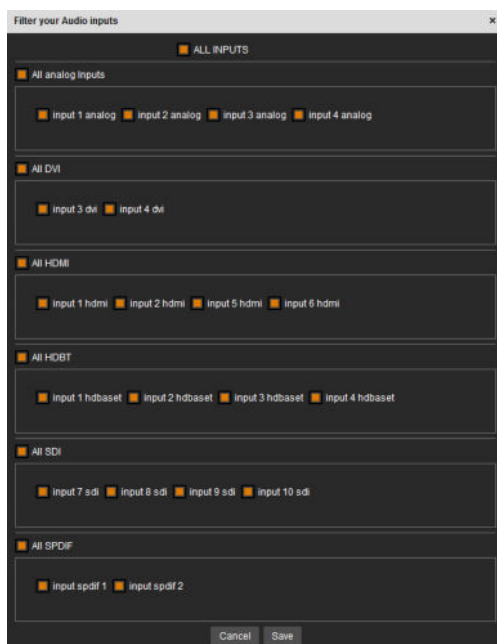 Filter your Audio inputs ×
ALL INPUTS
All analog Inputs
input 1 analog input 2 analog input 3 analog input 4 analog
All DVI
input 3 dvi input 4 dvi
All HDMI
input 1 hdmi input 2 hdmi input 5 hdmi input 6 hdmi
All HDBT
input 1 hdbaset input 2 hdbaset input 3 hdbaset input 4 hdbaset
All SDI
input 7 sdi input 8 sdi input 9 sdi input 10 sdi
All SPDIF
input spdif 1 input spdif 2
Cancel Save